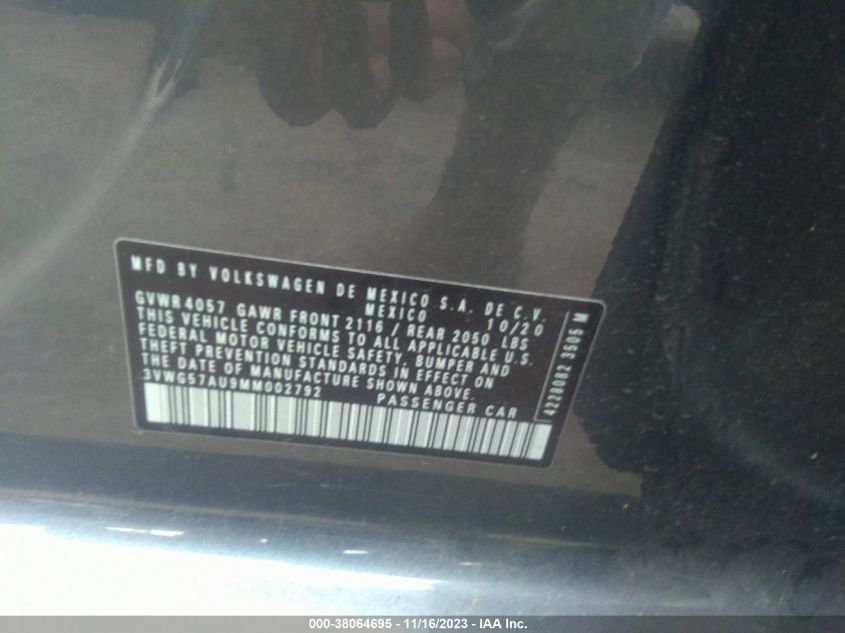 MFD BY VOLKSWAGEN DE MEXICO S.A. DE C.V.
MEXICO 10/20
GVWR 4057 GAWR FRONT 2116 / REAR 2050 LBS
THIS VEHICLE CONFORMS TO ALL APPLICABLE U.S.
FEDERAL MOTOR VEHICLE SAFETY, BUMPER AND
THEFT PREVENTION STANDARDS IN EFFECT ON
THE DATE OF MANUFACTURE SHOWN ABOVE.
3VWG57AU9MM002792 PASSENGER CAR
4228082 3505 M
000-38064695 - 11/16/2023 - IAA Inc.